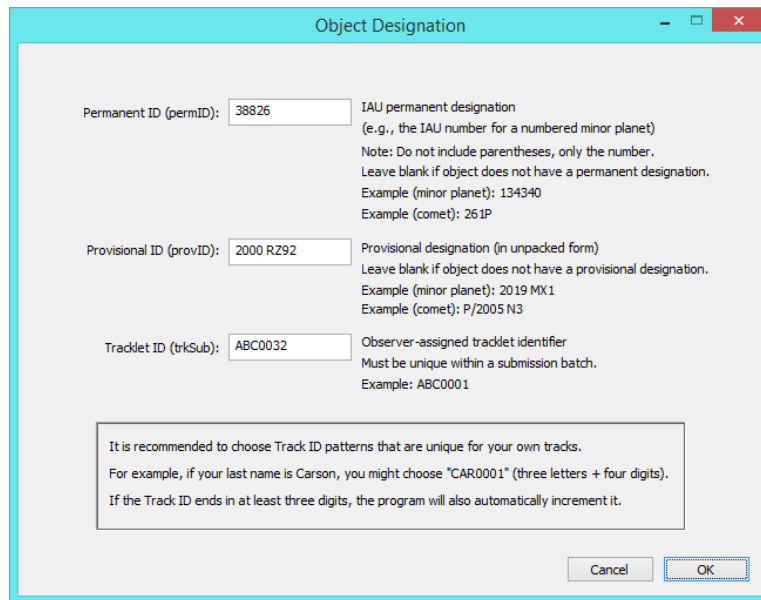 Object Designation
Permanent ID (permID):
38826
IAU permanent designation
(e.g., the IAU number for a numbered minor planet)
Note: Do not include parentheses, only the number.
Leave blank if object does not have a permanent designation.
Example (minor planet): 134340
Example (comet): 261P
Provisional ID (provID):
2000 RZ92
Provisional designation (in unpacked form)
Leave blank if object does not have a provisional designation.
Example (minor planet): 2019 MX1
Example (comet): P/2005 N3
Tracklet ID (trkSub):
ABC0032
Observer-assigned tracklet identifier
Must be unique within a submission batch.
Example: ABC0001
It is recommended to choose Track ID patterns that are unique for your own tracks.
For example, if your last name is Carson, you might choose "CAR0001" (three letters + four digits).
If the Track ID ends in at least three digits, the program will also automatically increment it.
Cancel
OK